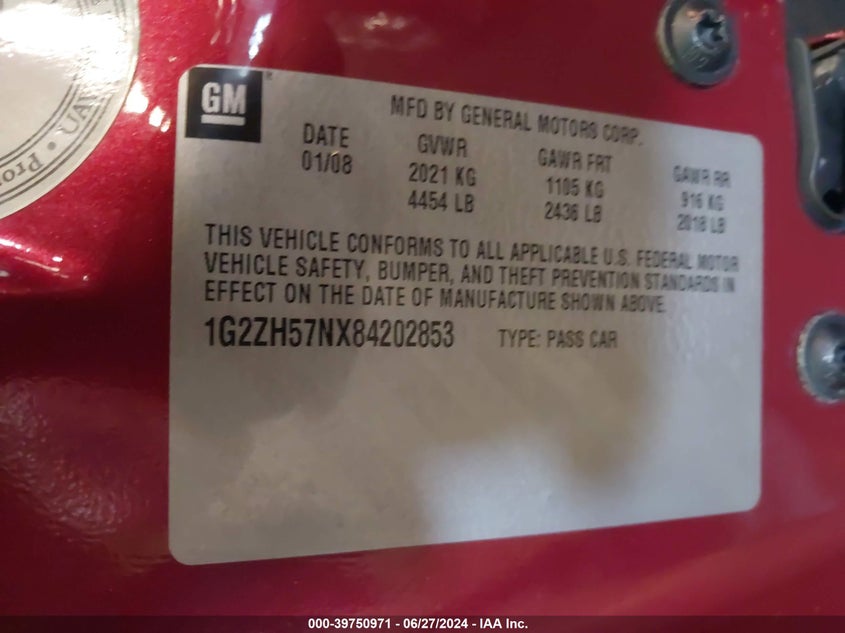 GM
®
MFD BY GENERAL MOTORS CORP.
DATE GVWR GAWR FRT GAWR RR
01/08 2021 KG 1105 KG 916 KG
4454 LB 2436 LB 2018 LB
THIS VEHICLE CONFORMS TO ALL APPLICABLE U.S. FEDERAL MOTOR
VEHICLE SAFETY, BUMPER, AND THEFT PREVENTION STANDARDS IN
EFFECT ON THE DATE OF MANUFACTURE SHOWN ABOVE.
1G2ZH57NX84202853 TYPE: PASS CAR
000-39750971 - 06/27/2024 - IAA Inc.